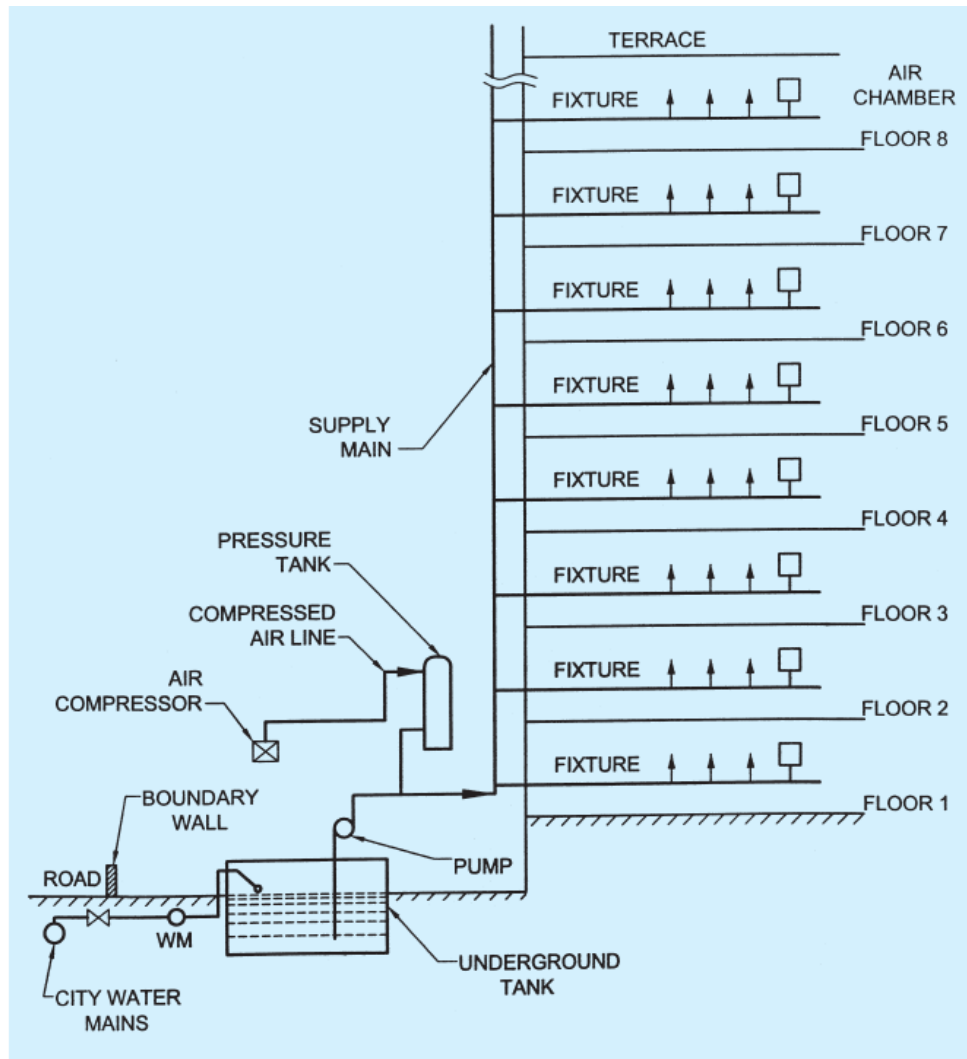 TERRACE
AIR
CHAMBER
FIXTURE
FLOOR 8
FIXTURE
FLOOR 7
FIXTURE
FLOOR 6
FIXTURE
FLOOR 5
SUPPLY
MAIN
FIXTURE
FLOOR 4
PRESSURE
TANK
FIXTURE
FLOOR 3
COMPRESSED
AIR LINE
AIR
COMPRESSOR
FIXTURE
FLOOR 2
FIXTURE
FLOOR 1
BOUNDARY
WALL
PUMP
ROAD
WM
UNDERGROUND
TANK
CITY WATER
MAINS